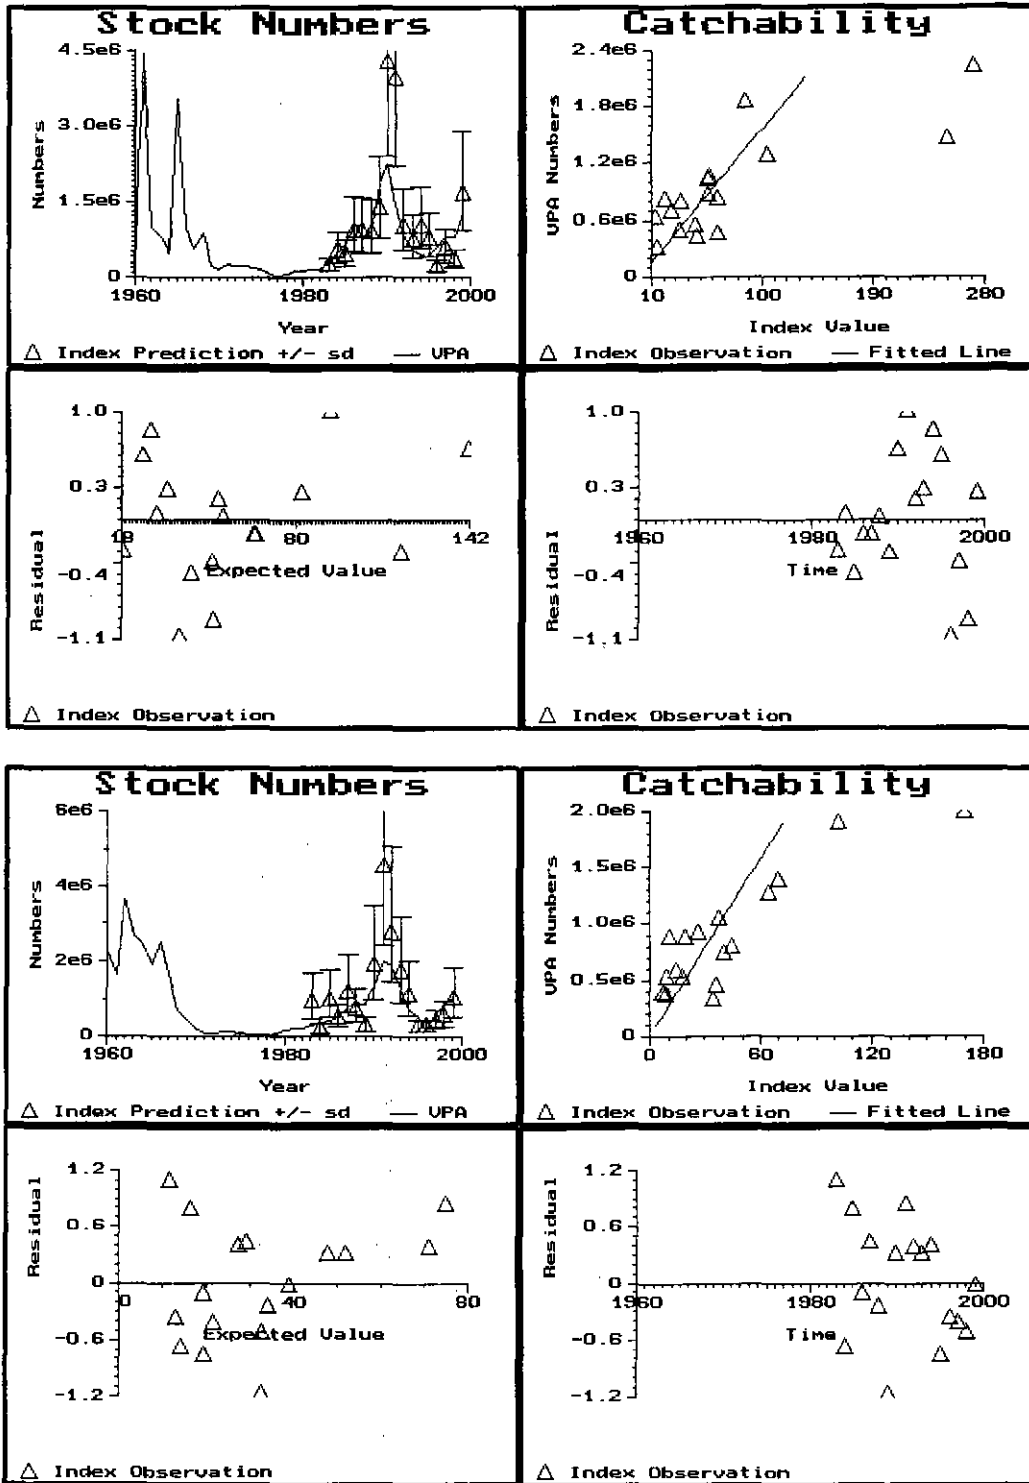 Stock Numbers
4.5e6
3.0e6
1.5e6
0
Numbers
1960 1980 2000
Year
△ Index Prediction +/- sd — VPA
Catchability
2.4e6
1.8e6
1.2e6
0.6e6
0
VPA Numbers
10 100 190 280
Index Value
△ Index Observation — Fitted Line
1.0
0.3
-0.4
-1.1
Residual
18 80 142
Expected Value
△ Index Observation
1.0
0.3
-0.4
-1.1
Residual
1960 1980 2000
Time
△ Index Observation
Stock Numbers
6e6
4e6
2e6
0
Numbers
1960 1980 2000
Year
△ Index Prediction +/- sd — VPA
Catchability
2.0e6
1.5e6
1.0e6
0.5e6
0
VPA Numbers
0 60 120 180
Index Value
△ Index Observation — Fitted Line
1.2
0.6
0
-0.6
-1.2
Residual
0 40 80
Expected Value
△ Index Observation
1.2
0.6
0
-0.6
-1.2
Residual
1960 1980 2000
Time
△ Index Observation